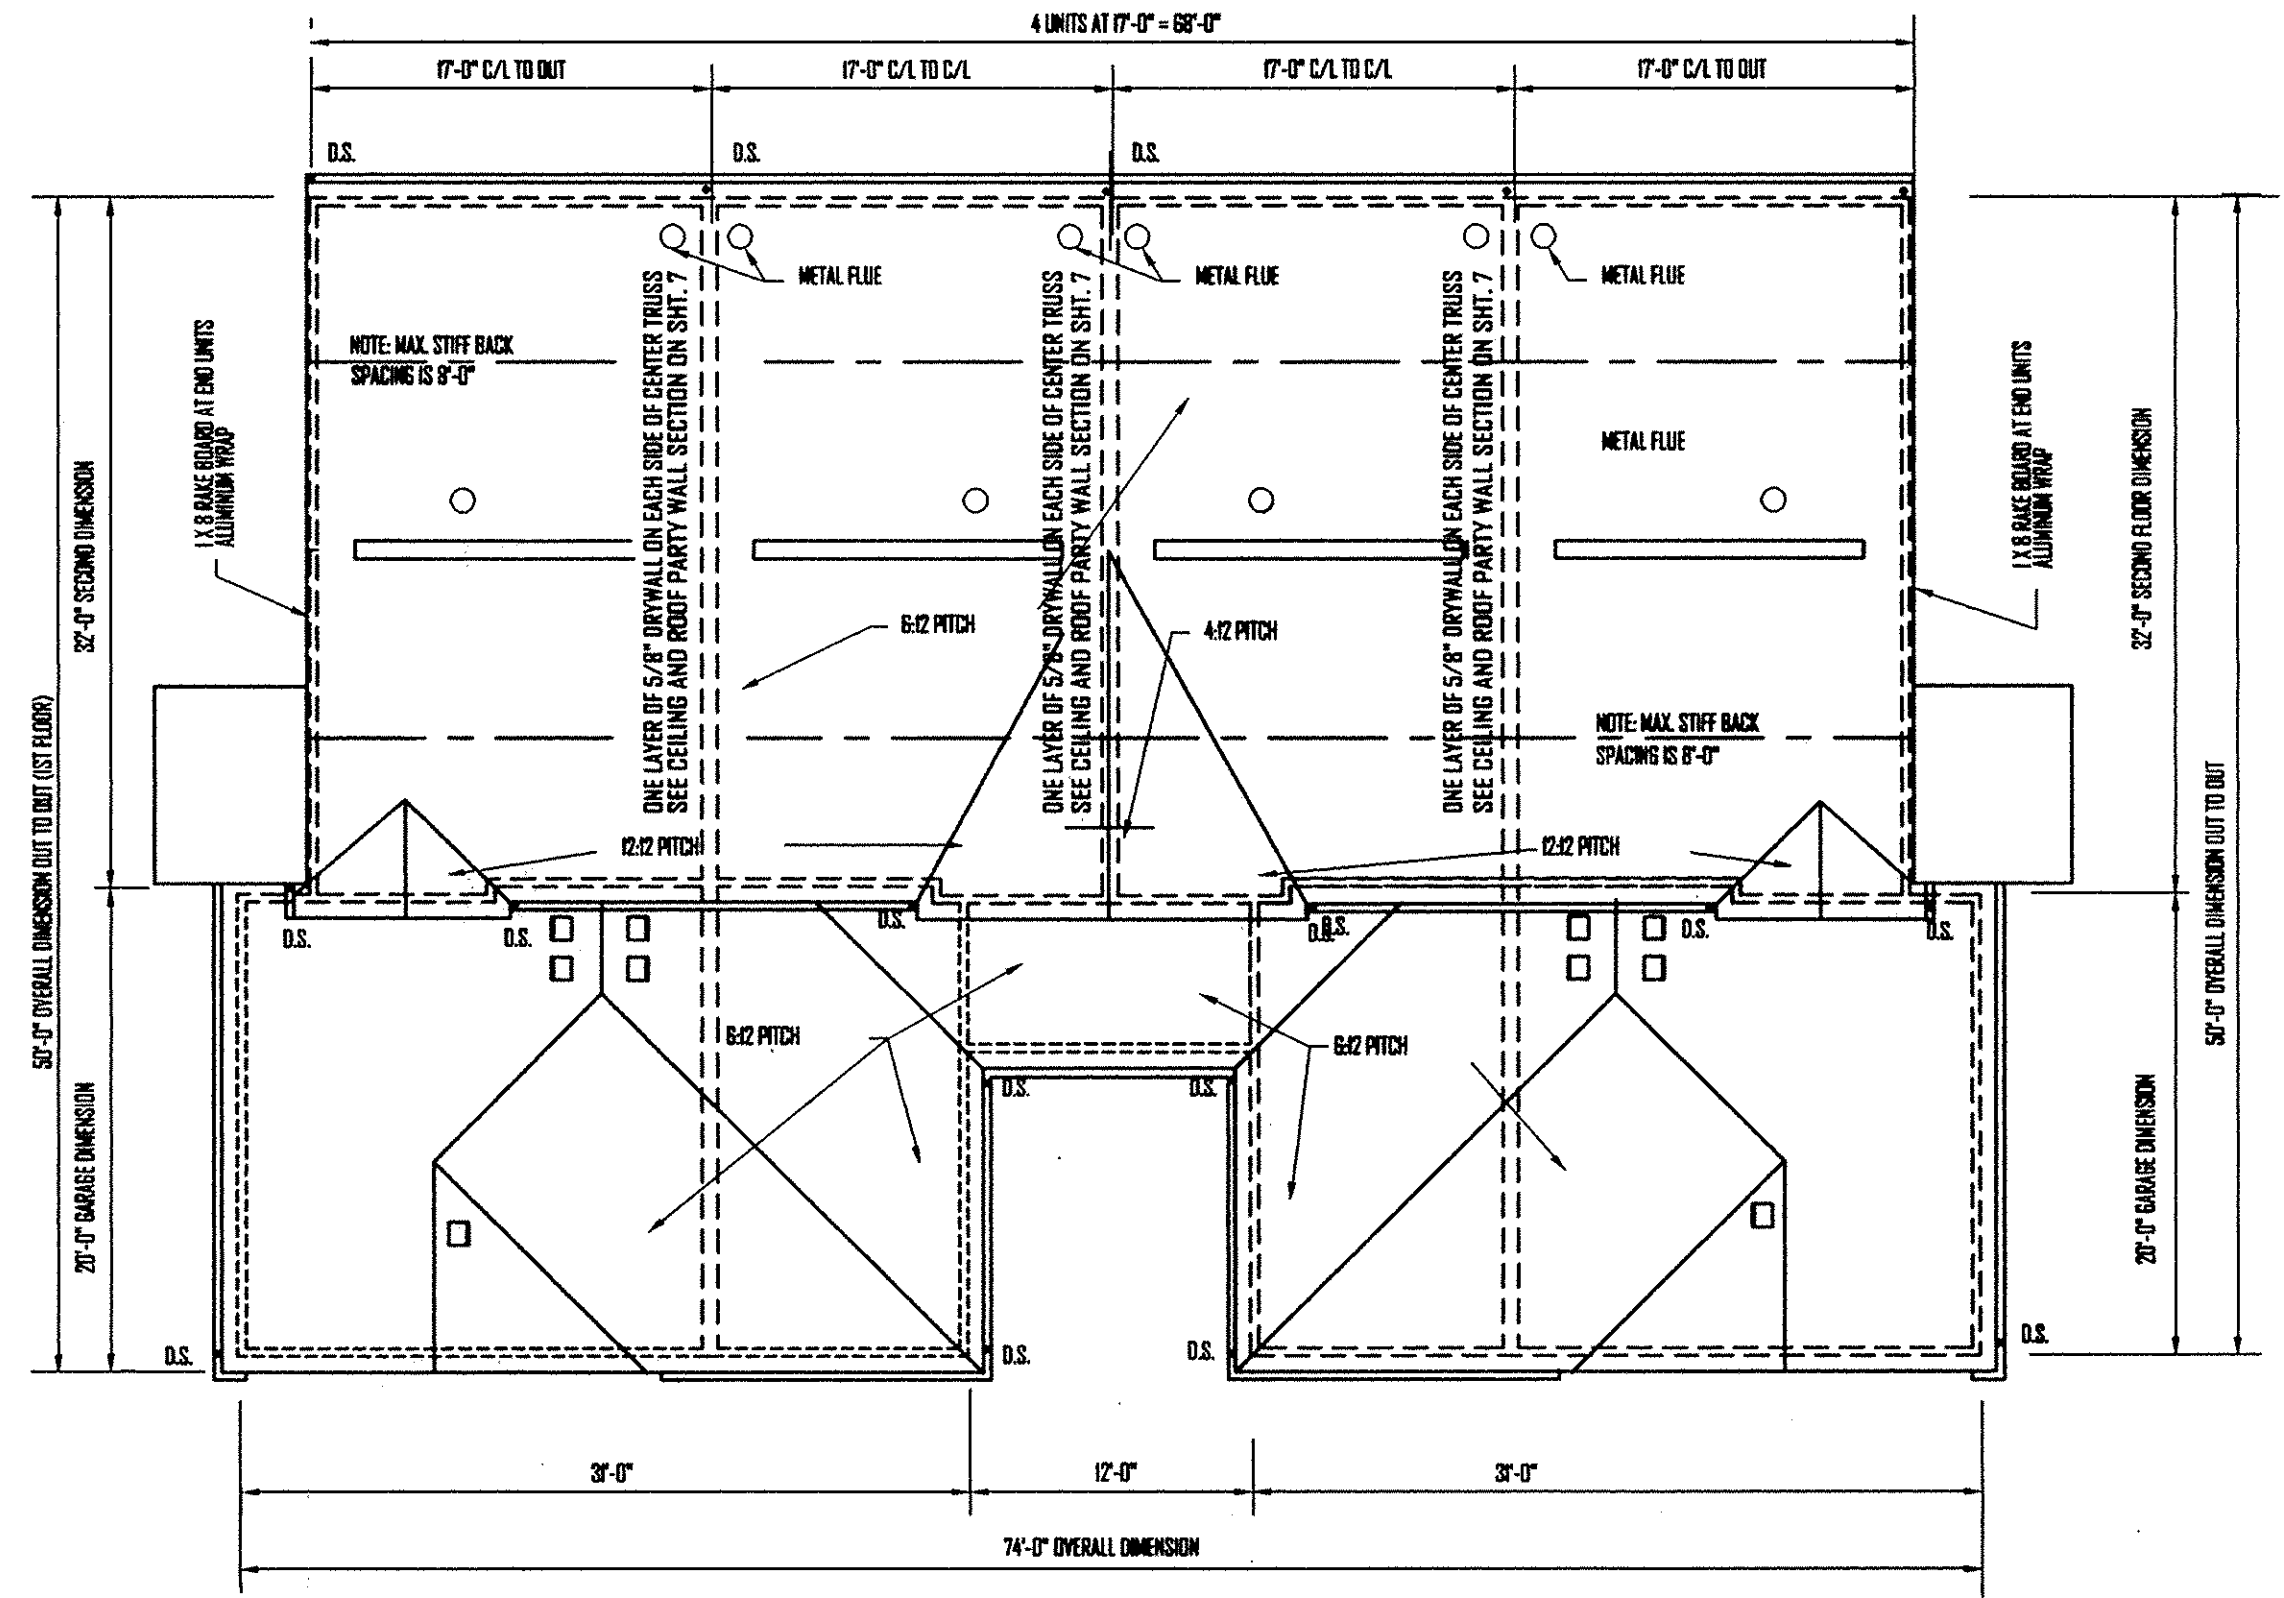 4 UNITS AT 17'-0" = 68'-0"
17'-0" C/L TO OUT
17'-0" C/L TO C/L
17'-0" C/L TO C/L
17'-0" C/L TO OUT
D.S.
D.S.
D.S.
METAL FLUE
METAL FLUE
METAL FLUE
NOTE: MAX. STIFF BACK
SPACING IS 8'-0"
METAL FLUE
1 X 8 RAKE BOARD AT END UNITS
ALUMINUM WRAP
ONE LAYER OF 5/8" DRYWALL ON EACH SIDE OF CENTER TRUSS
SEE CEILING AND ROOF PARTY WALL SECTION ON SHT. 7
ONE LAYER OF 5/8" DRYWALL ON EACH SIDE OF CENTER TRUSS
SEE CEILING AND ROOF PARTY WALL SECTION ON SHT. 7
ONE LAYER OF 5/8" DRYWALL ON EACH SIDE OF CENTER TRUSS
SEE CEILING AND ROOF PARTY WALL SECTION ON SHT. 7
1 X 8 RAKE BOARD AT END UNITS
ALUMINUM WRAP
32'-0" SECOND DIMENSION
32'-0" SECOND FLOOR DIMENSION
50'-0" OVERALL DIMENSION OUT TO OUT (1ST FLOOR)
50'-0" OVERALL DIMENSION OUT TO OUT
6:12 PITCH
4:12 PITCH
NOTE: MAX. STIFF BACK
SPACING IS 8'-0"
12:12 PITCH
12:12 PITCH
D.S.
D.S.
D.S.
D.S.
D.S.
D.S.
D.S.
6:12 PITCH
6:12 PITCH
D.S.
D.S.
20'-0" GARAGE DIMENSION
20'-0" GARAGE DIMENSION
D.S.
D.S.
D.S.
D.S.
31'-0"
12'-0"
31'-0"
74'-0" OVERALL DIMENSION